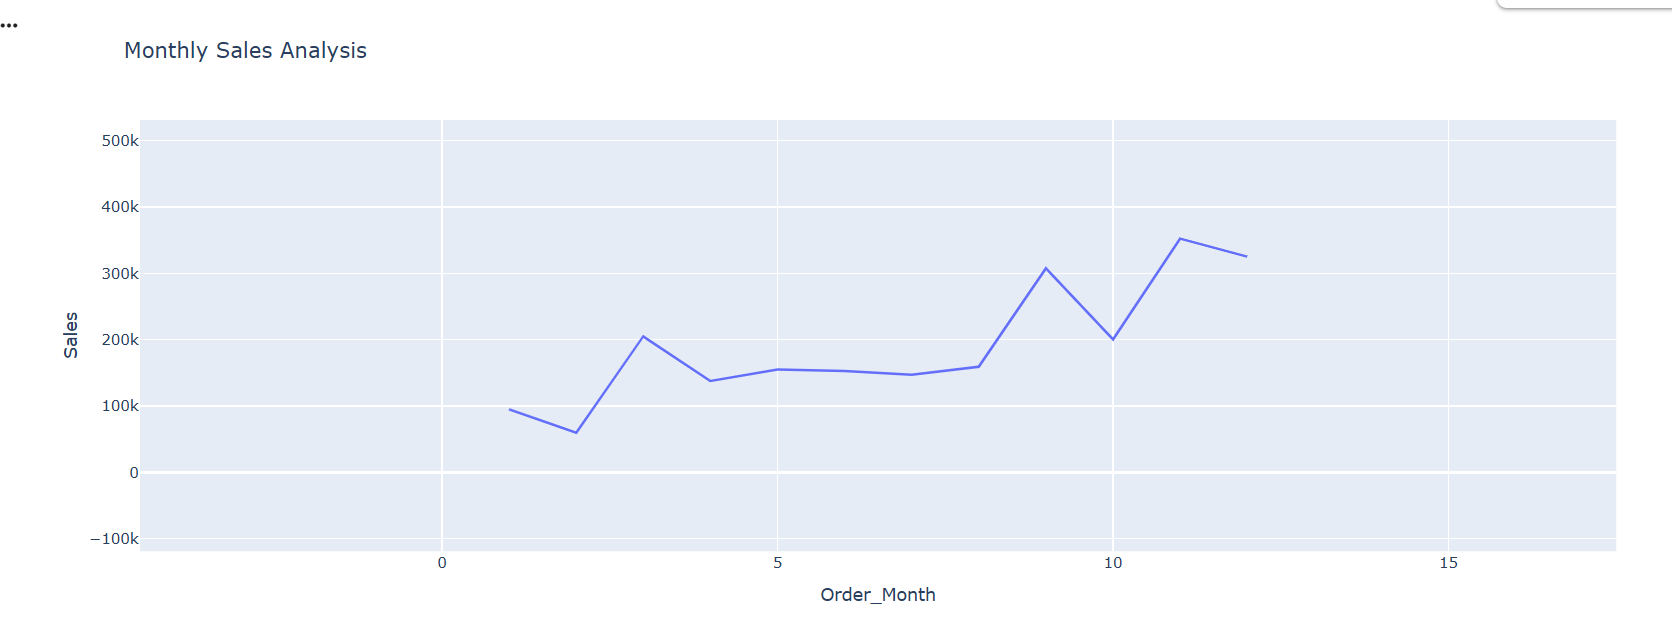 ...
Monthly Sales Analysis
500k
400k
300k
200k
100k
0
−100k
Sales
0 5 10 15
Order_Month